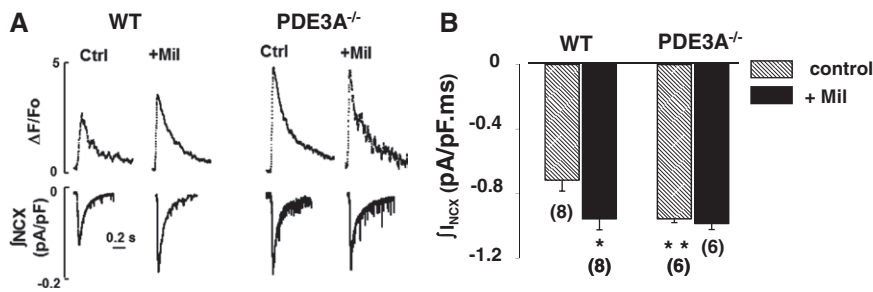 A
WT
PDE3A-/-
Ctrl
+Mil
Ctrl
+Mil
5
ΔF/Fo
0
0
∫NCX
(pA/pF)
-0.2
0.2 s
B
WT
PDE3A-/-
0
-0.4
-0.8
-1.2
∫INCX (pA/pF.ms)
control
+ Mil
(8)
*
(8)
* *
(6)
(6)